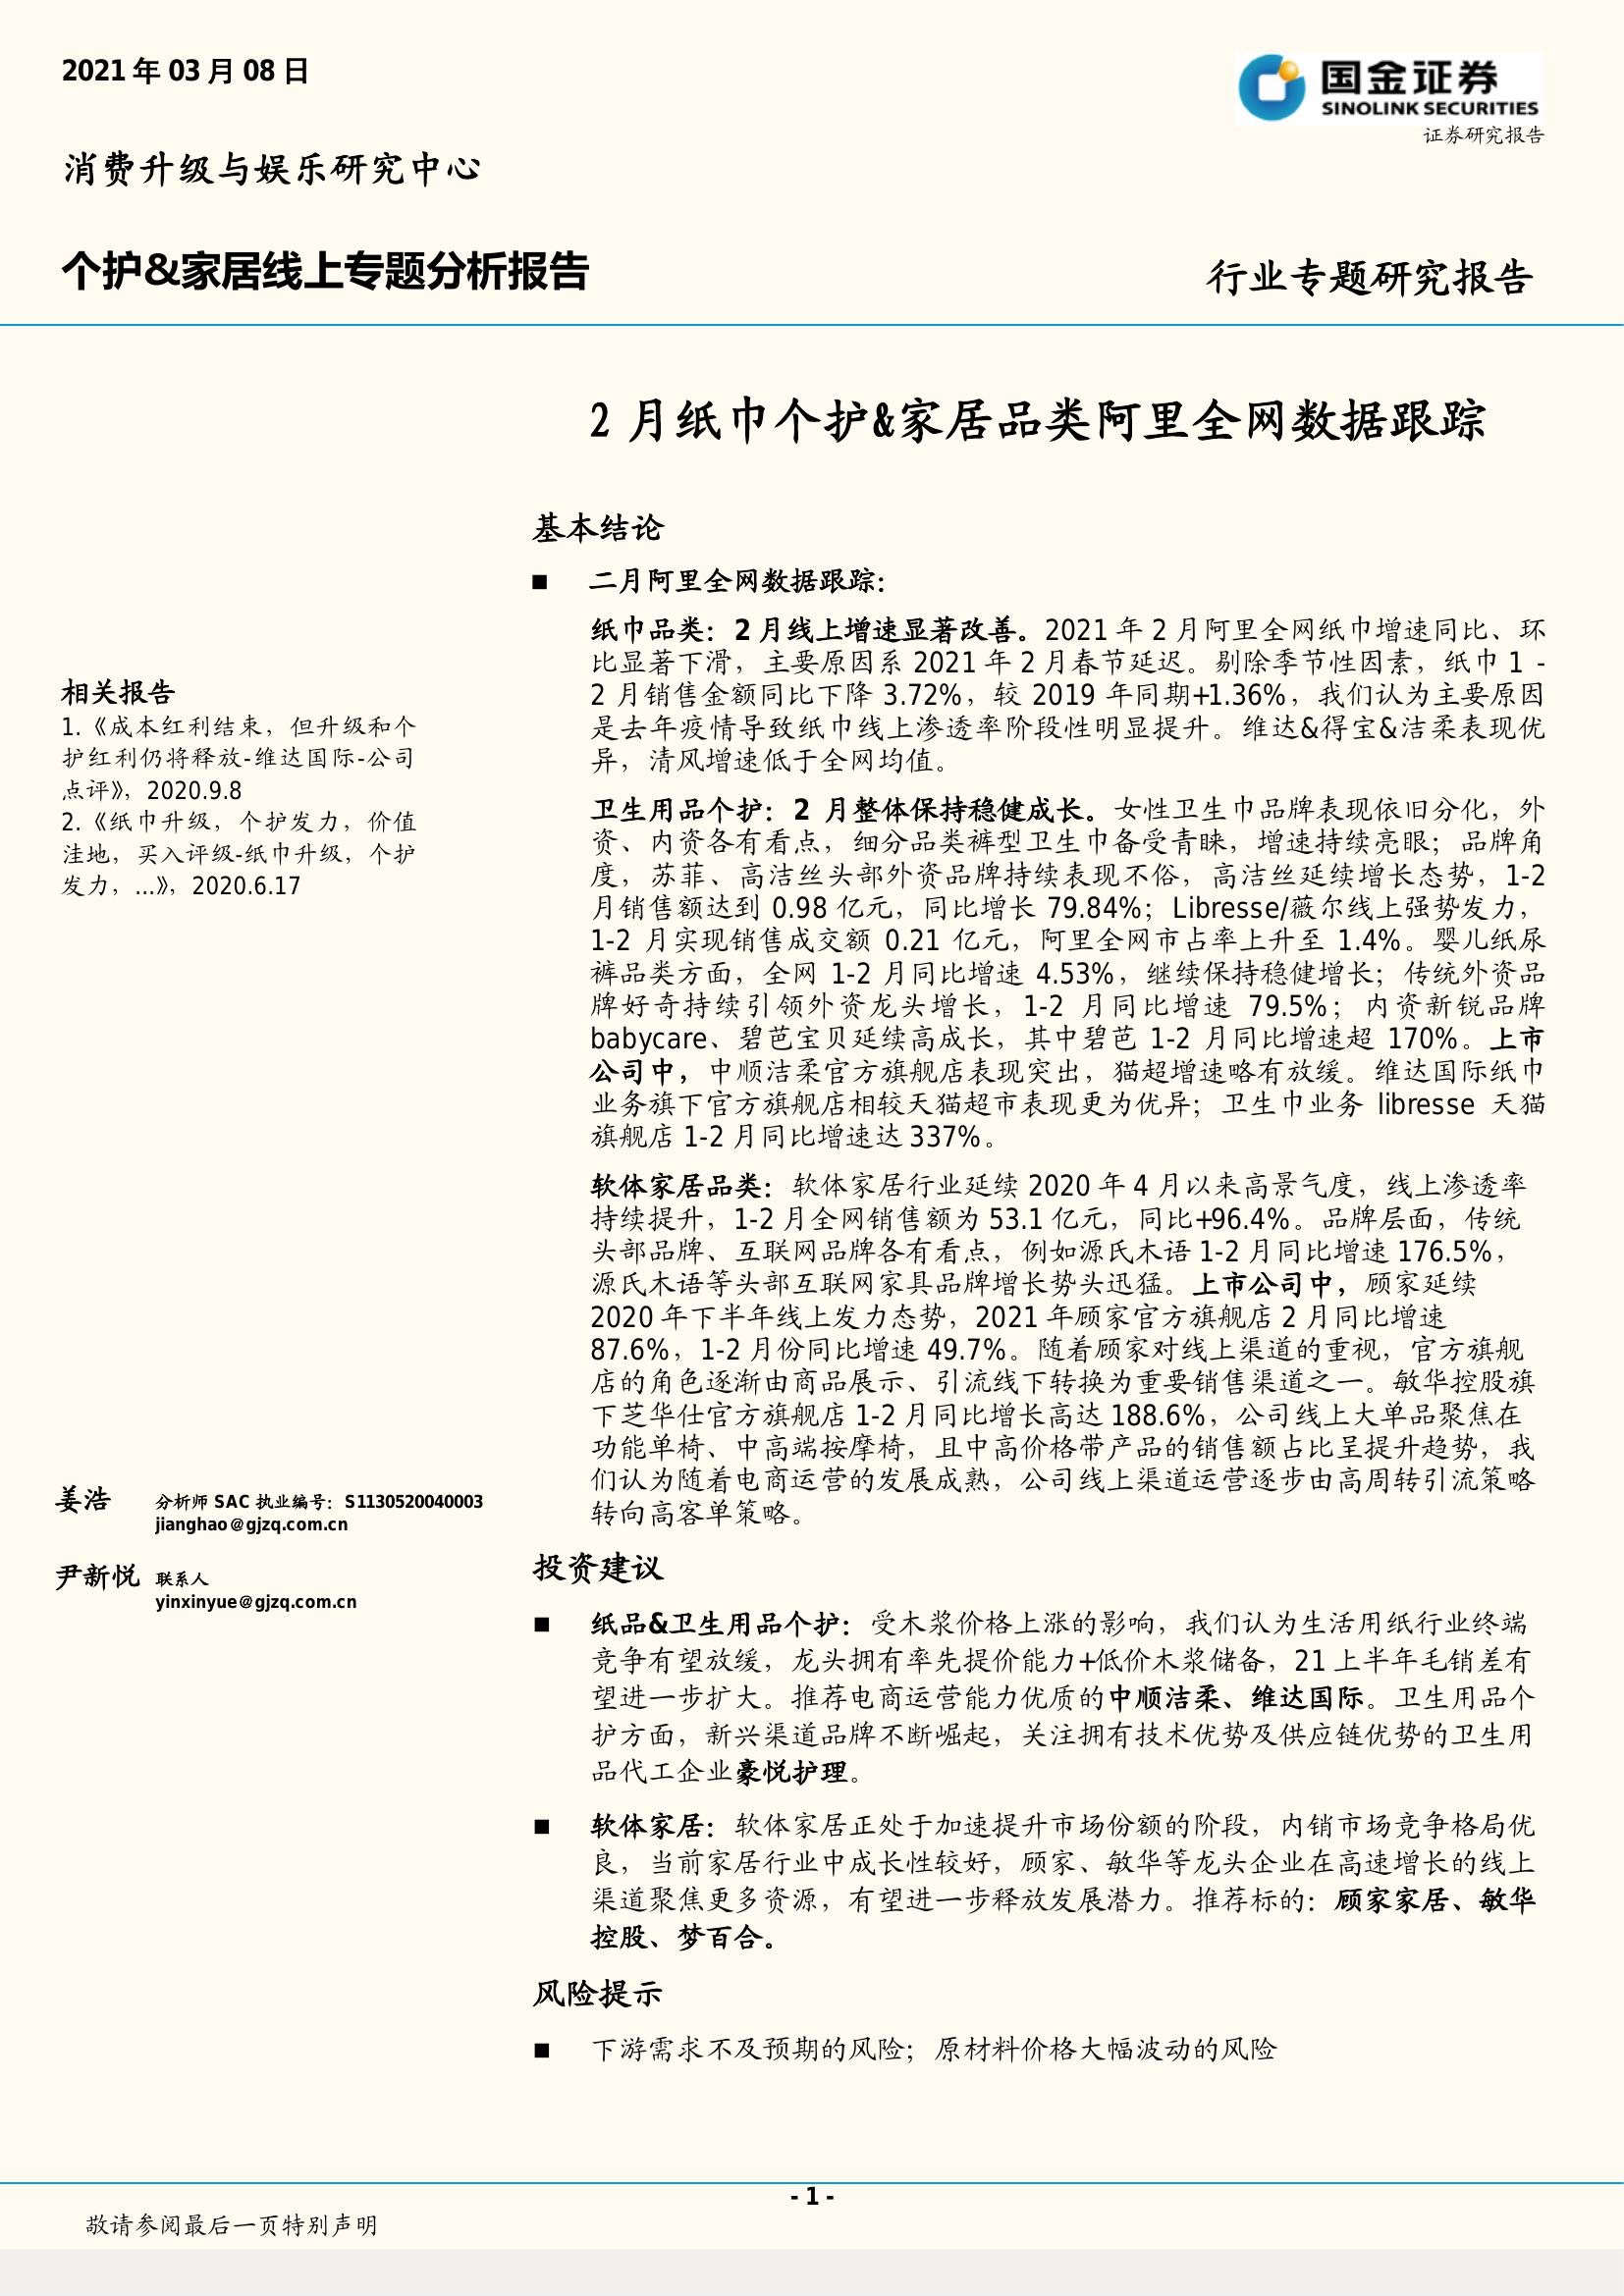 2021 年 03 月 08 日
国金证券
SINOLINK SECURITIES
证券研究报告
消费升级与娱乐研究中心
个护&家居线上专题分析报告
行业专题研究报告
2 月纸巾个护&家居品类阿里全网数据跟踪
相关报告
1.《成本红利结束，但升级和个
护红利仍将释放-维达国际-公司
点评》，2020.9.8
2.《纸巾升级，个护发力，价值
洼地，买入评级-纸巾升级，个护
发力，...》，2020.6.17
姜浩 分析师 SAC 执业编号：S1130520040003
jianghao@gjzq.com.cn
尹新悦 联系人
yinxinyue@gjzq.com.cn
基本结论
■ 二月阿里全网数据跟踪：
纸巾品类：2 月线上增速显著改善。2021 年 2 月阿里全网纸巾增速同比、环
比显著下滑，主要原因系 2021 年 2 月春节延迟。剔除季节性因素，纸巾 1 -
2 月销售金额同比下降 3.72%，较 2019 年同期+1.36%，我们认为主要原因
是去年疫情导致纸巾线上渗透率阶段性明显提升。维达&得宝&洁柔表现优
异，清风增速低于全网均值。
卫生用品个护：2 月整体保持稳健成长。女性卫生巾品牌表现依旧分化，外
资、内资各有看点，细分品类裤型卫生巾备受青睐，增速持续亮眼；品牌角
度，苏菲、高洁丝头部外资品牌持续表现不俗，高洁丝延续增长态势，1-2
月销售额达到 0.98 亿元，同比增长 79.84%；Libresse/薇尔线上强势发力，
1-2 月实现销售成交额 0.21 亿元，阿里全网市占率上升至 1.4%。婴儿纸尿
裤品类方面，全网 1-2 月同比增速 4.53%，继续保持稳健增长；传统外资品
牌好奇持续引领外资龙头增长，1-2 月同比增速 79.5%；内资新锐品牌
babycare、碧芭宝贝延续高成长，其中碧芭 1-2 月同比增速超 170%。上市
公司中，中顺洁柔官方旗舰店表现突出，猫超增速略有放缓。维达国际纸巾
业务旗下官方旗舰店相较天猫超市表现更为优异；卫生巾业务 libresse 天猫
旗舰店 1-2 月同比增速达 337%。
软体家居品类：软体家居行业延续 2020 年 4 月以来高景气度，线上渗透率
持续提升，1-2 月全网销售额为 53.1 亿元，同比+96.4%。品牌层面，传统
头部品牌、互联网品牌各有看点，例如源氏木语 1-2 月同比增速 176.5%，
源氏木语等头部互联网家具品牌增长势头迅猛。上市公司中，顾家延续
2020 年下半年线上发力态势，2021 年顾家官方旗舰店 2 月同比增速
87.6%，1-2 月份同比增速 49.7%。随着顾家对线上渠道的重视，官方旗舰
店的角色逐渐由商品展示、引流线下转换为重要销售渠道之一。敏华控股旗
下芝华仕官方旗舰店 1-2 月同比增长高达 188.6%，公司线上大单品聚焦在
功能单椅、中高端按摩椅，且中高价格带产品的销售额占比呈提升趋势，我
们认为随着电商运营的发展成熟，公司线上渠道运营逐步由高周转引流策略
转向高客单策略。
投资建议
■ 纸品&卫生用品个护：受木浆价格上涨的影响，我们认为生活用纸行业终端
竞争有望放缓，龙头拥有率先提价能力+低价木浆储备，21 上半年毛销差有
望进一步扩大。推荐电商运营能力优质的中顺洁柔、维达国际。卫生用品个
护方面，新兴渠道品牌不断崛起，关注拥有技术优势及供应链优势的卫生用
品代工企业豪悦护理。
■ 软体家居：软体家居正处于加速提升市场份额的阶段，内销市场竞争格局优
良，当前家居行业中成长性较好，顾家、敏华等龙头企业在高速增长的线上
渠道聚焦更多资源，有望进一步释放发展潜力。推荐标的：顾家家居、敏华
控股、梦百合。
风险提示
■ 下游需求不及预期的风险；原材料价格大幅波动的风险
- 1 -
敬请参阅最后一页特别声明